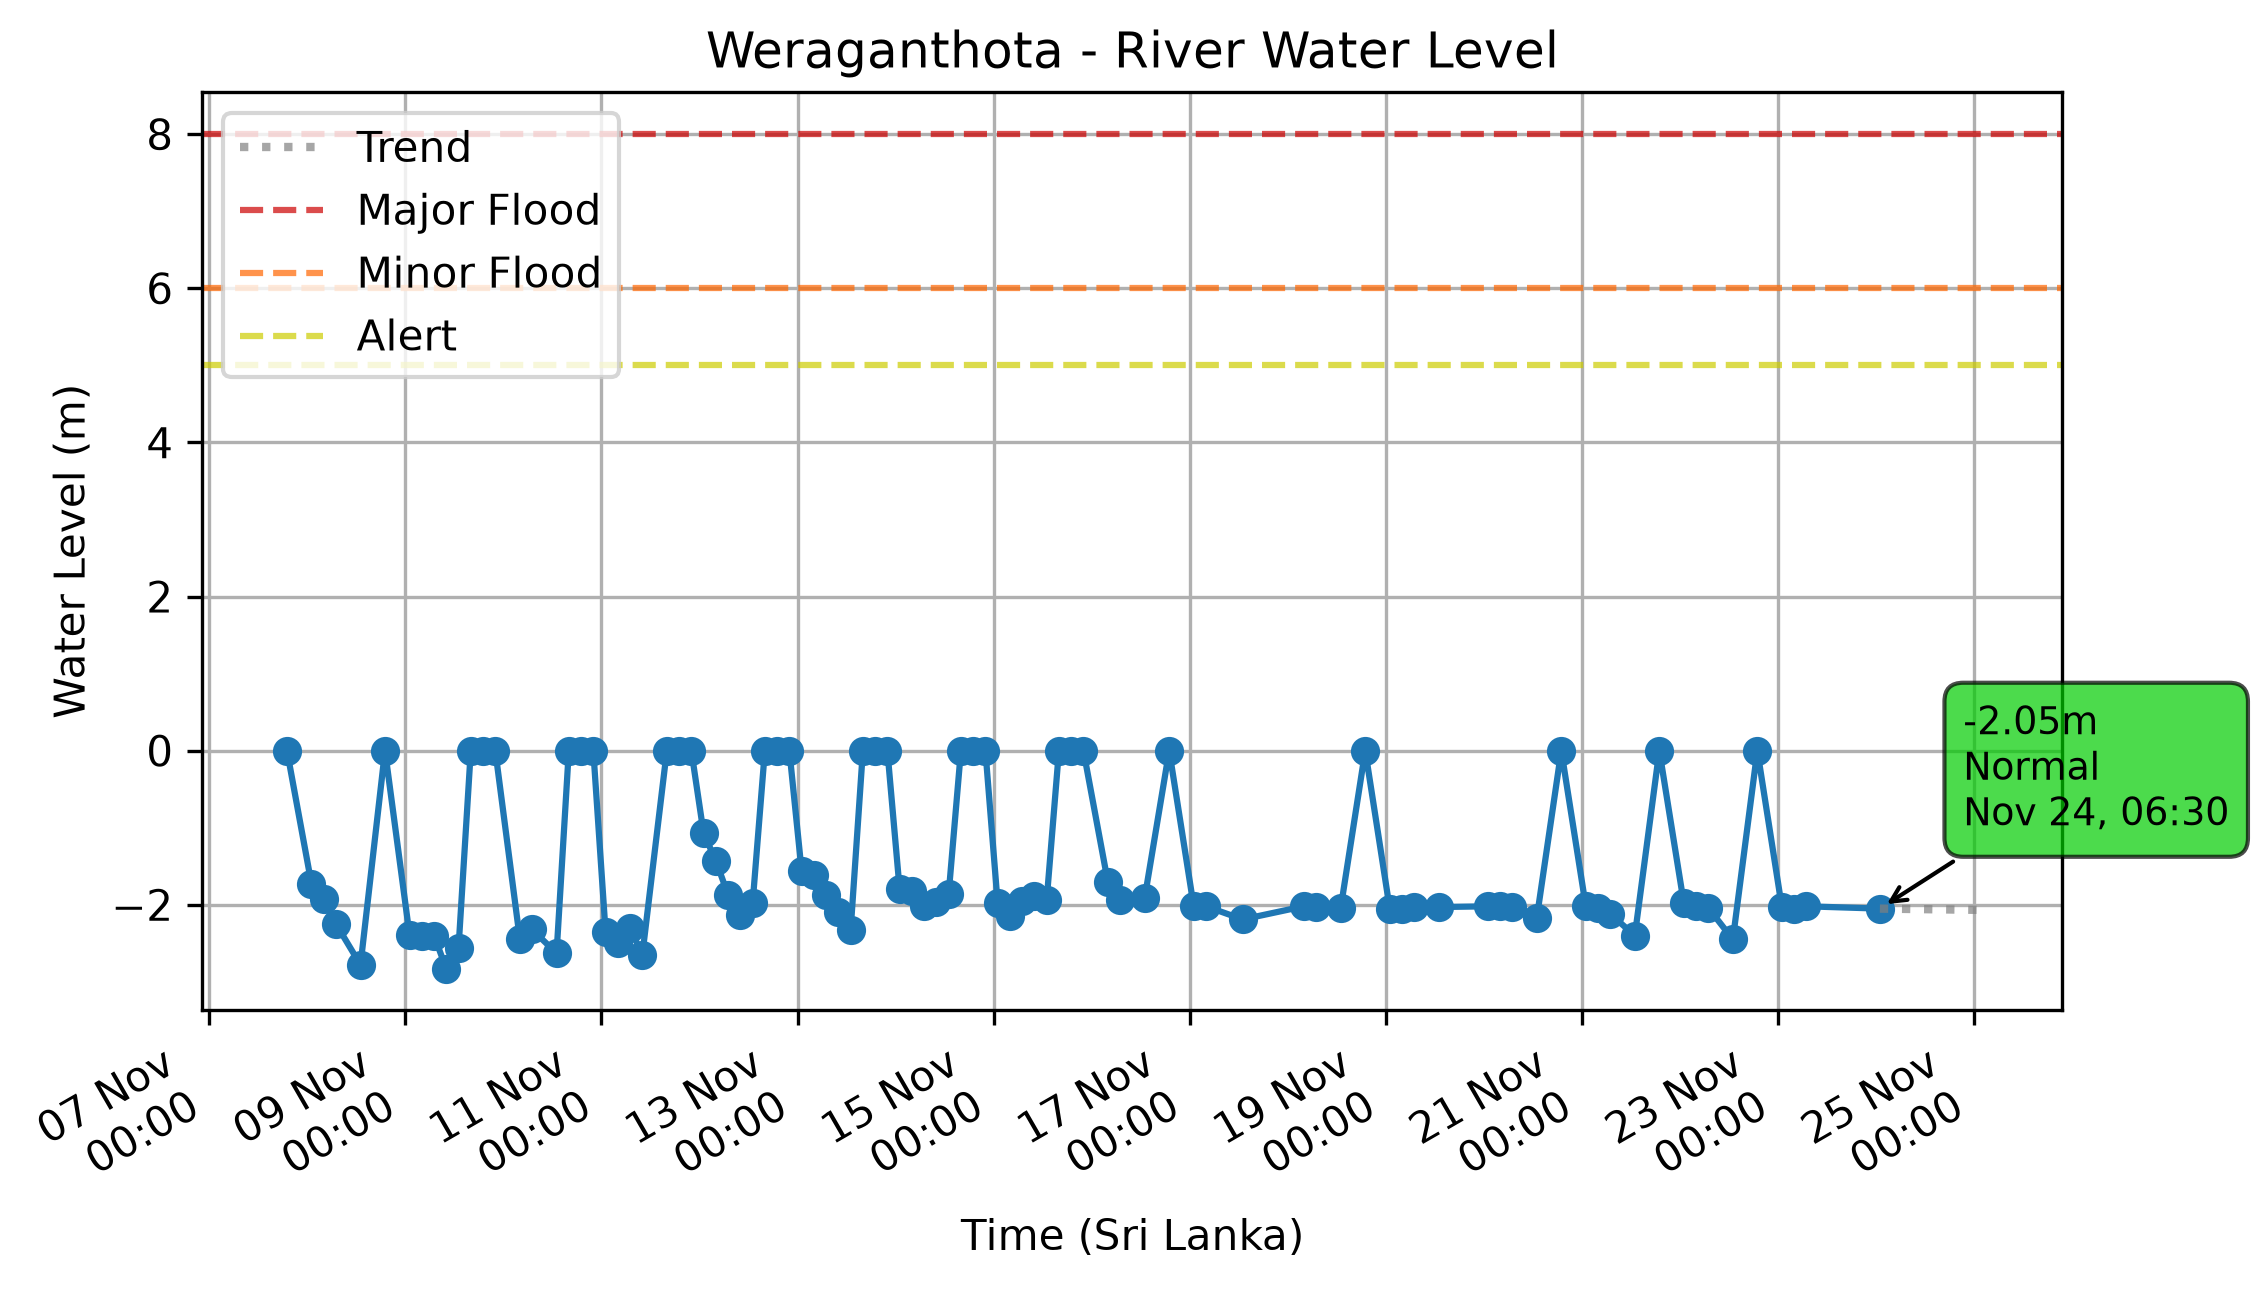 Weraganthota - River Water Level
Trend
Major Flood
Minor Flood
Alert
8
6
4
2
0
−2
Water Level (m)
-2.05m
Normal
Nov 24, 06:30
07 Nov
00:00
09 Nov
00:00
11 Nov
00:00
13 Nov
00:00
15 Nov
00:00
17 Nov
00:00
19 Nov
00:00
21 Nov
00:00
23 Nov
00:00
25 Nov
00:00
Time (Sri Lanka)